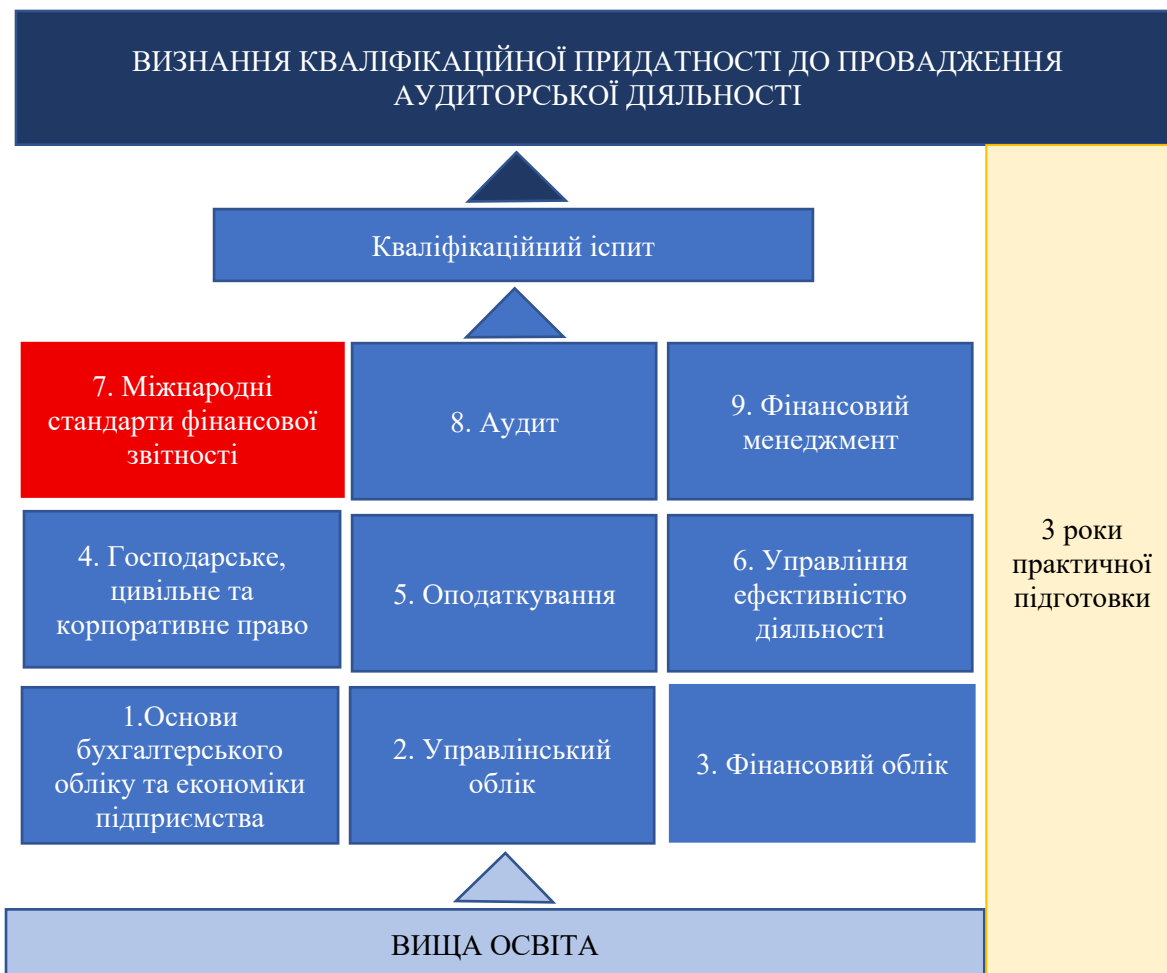 ВИЗНАННЯ КВАЛІФІКАЦІЙНОЇ ПРИДАТНОСТІ ДО ПРОВАДЖЕННЯ
АУДИТОРСЬКОЇ ДІЯЛЬНОСТІ
Кваліфікаційний іспит
7. Міжнародні
стандарти фінансової
звітності
8. Аудит
9. Фінансовий
менеджмент
4. Господарське,
цивільне та
корпоративне право
5. Оподаткування
6. Управління
ефективністю
діяльності
1.Основи
бухгалтерського
обліку та економіки
підприємства
2. Управлінський
облік
3. Фінансовий облік
3 роки
практичної
підготовки
ВИЩА ОСВІТА